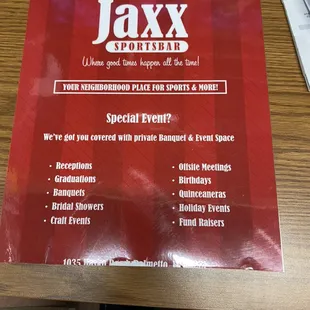 Jaxx
SPORTSBAR
Where good times happen all the time!
YOUR NEIGHBORHOOD PLACE FOR SPORTS & MORE!
Special Event?
We've got you covered with private Banquet & Event Space
· Receptions
· Graduations
· Banquets
· Bridal Showers
· Craft Events
· Offsite Meetings
· Birthdays
· Quinceaneras
· Holiday Events
· Fund Raisers
1035